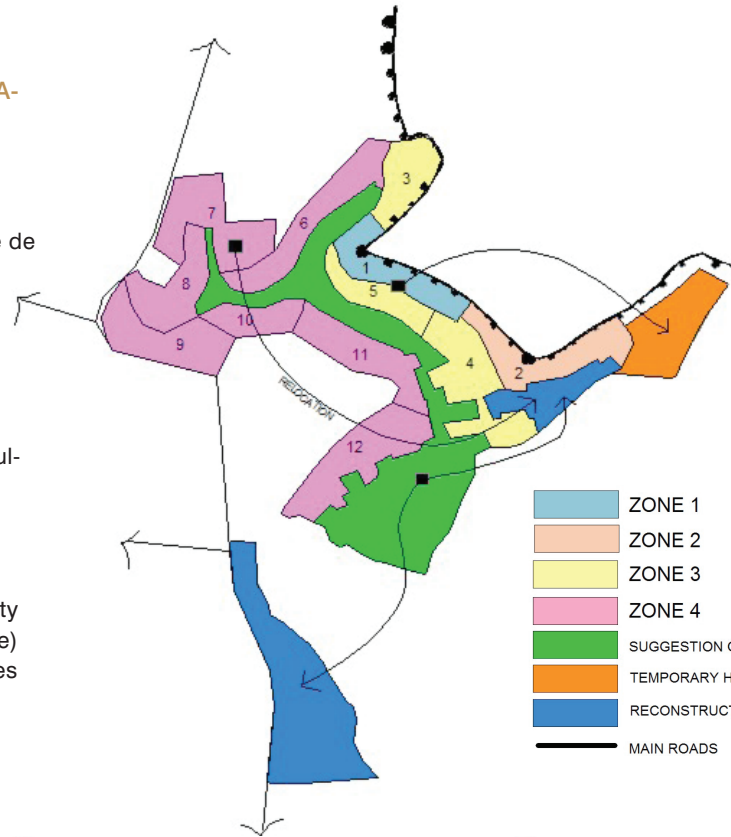 A-
de
ul-
ty
e)
es
3
7
6
1
8
5
10
9
11
4
2
RELOCATION
12
ZONE 1
ZONE 2
ZONE 3
ZONE 4
SUGGESTION
TEMPORARY
RECONSTRUCT
MAIN ROADS